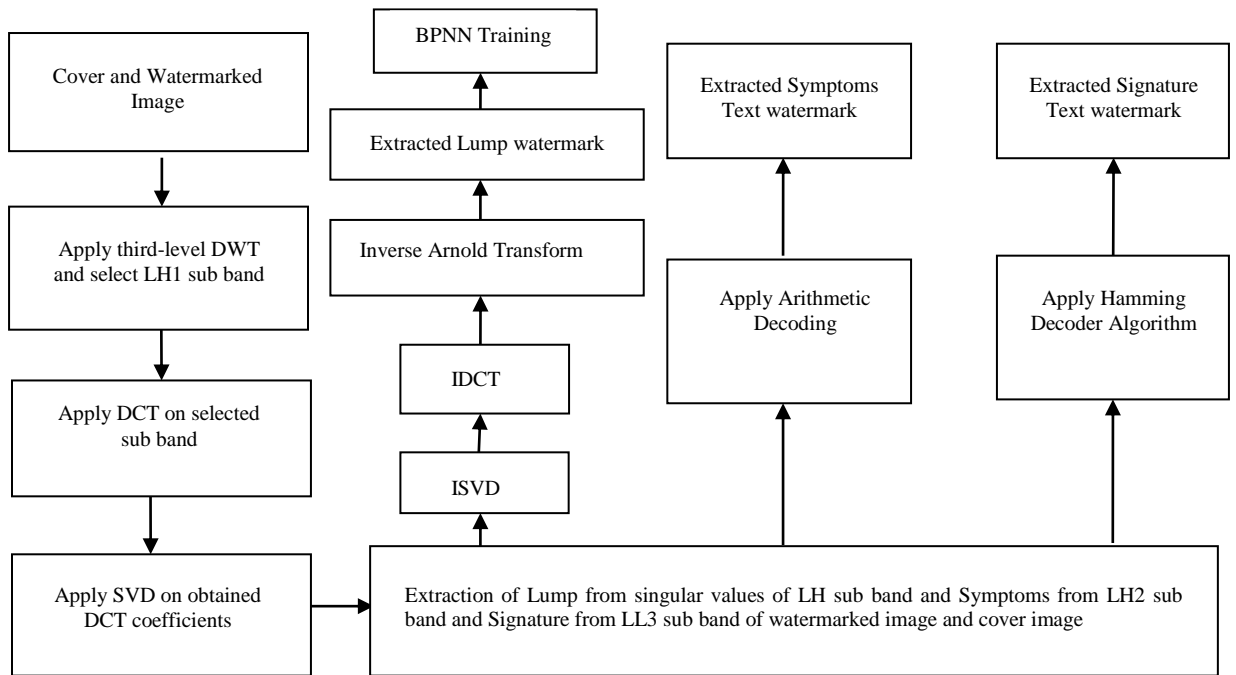 Cover and Watermarked
Image
Apply third-level DWT
and select LH1 sub band
Apply DCT on selected
sub band
Apply SVD on obtained
DCT coefficients
Extraction of Lump from singular values of LH sub band and Symptoms from LH2 sub
band and Signature from LL3 sub band of watermarked image and cover image
ISVD
IDCT
Inverse Arnold Transform
Extracted Lump watermark
BPNN Training
Apply Arithmetic
Decoding
Extracted Symptoms
Text watermark
Apply Hamming
Decoder Algorithm
Extracted Signature
Text watermark